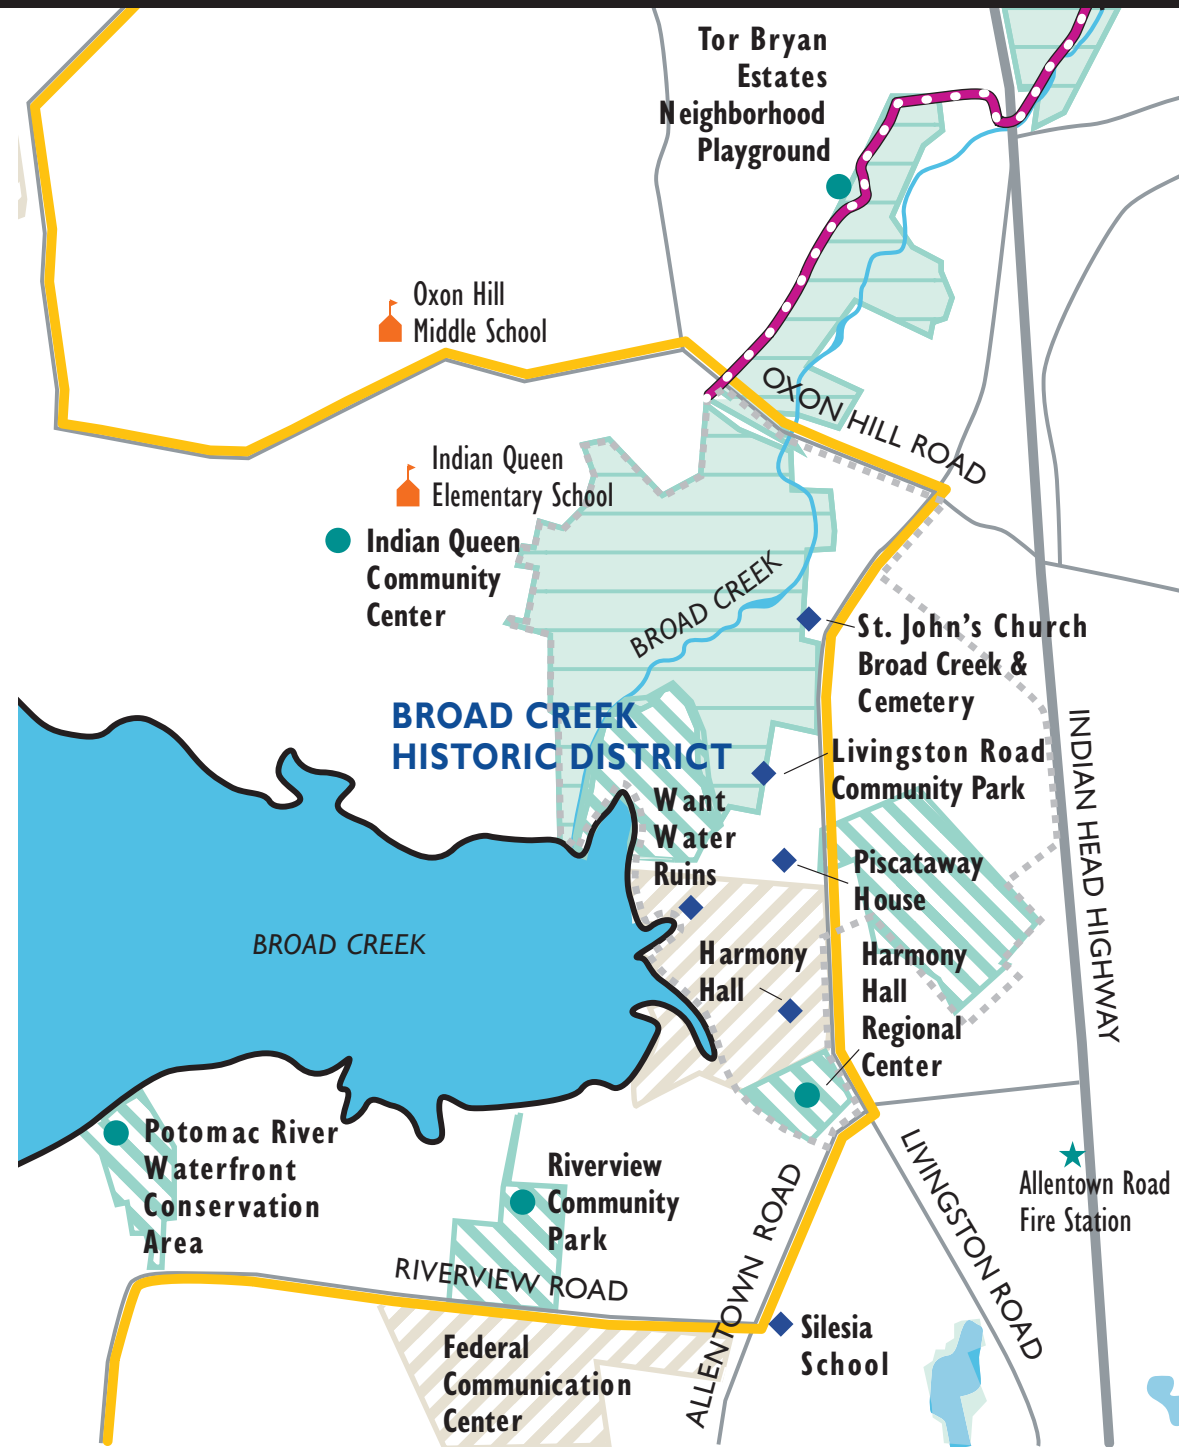 Tor Bryan
Estates
Neighborhood
Playground
Oxon Hill
Middle School
OXON HILL ROAD
Indian Queen
Elementary School
Indian Queen
Community
Center
BROAD CREEK
St. John's Church
Broad Creek &
Cemetery
BROAD CREEK
HISTORIC DISTRICT
INDIAN HEAD HIGHWAY
Livingston Road
Community Park
Want
Water
Ruins
Piscataway
House
BROAD CREEK
Harmony
Hall
Harmony
Hall
Regional
Center
Potomac River
Waterfront
Conservation
Area
Riverview
Community
Park
RIVERVIEW ROAD
ALLENTOWN ROAD
LIVINGSTON ROAD
Allentown Road
Fire Station
Silesia
School
Federal
Communication
Center